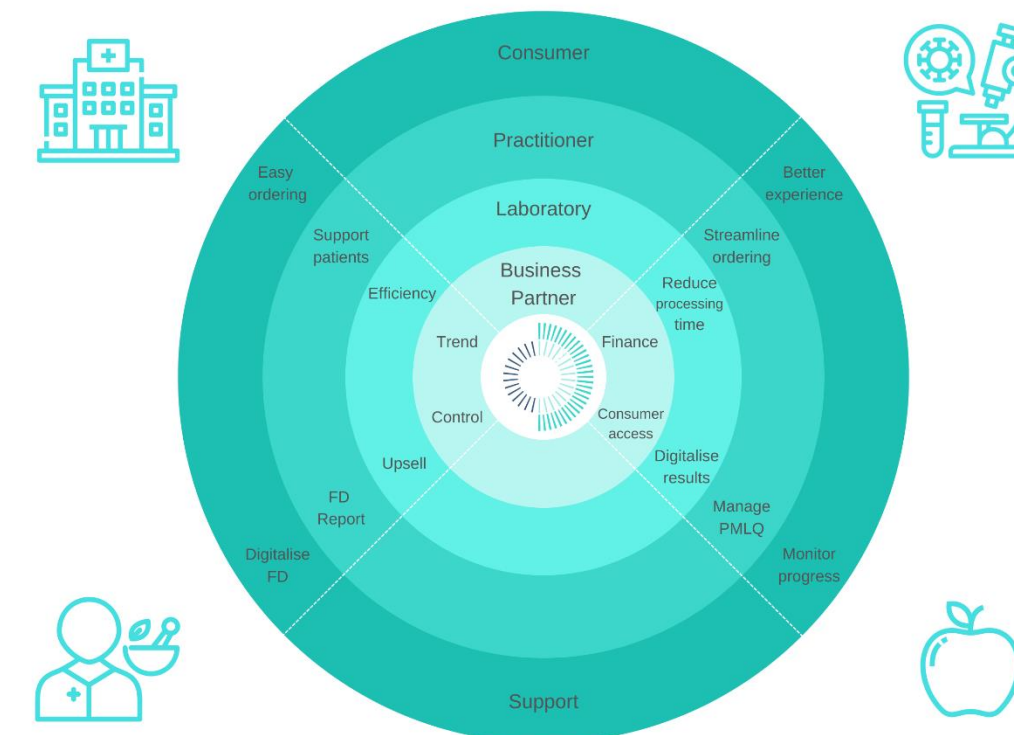 Consumer
Practitioner
Laboratory
Business
Partner
Easy
ordering
Support
patients
Efficiency
Trend
Control
Upsell
FD
Report
Digitalise
FD
Better
experience
Streamline
ordering
Reduce
processing
time
Finance
Consumer
access
Digitalise
results
Manage
PMLQ
Monitor
progress
Support